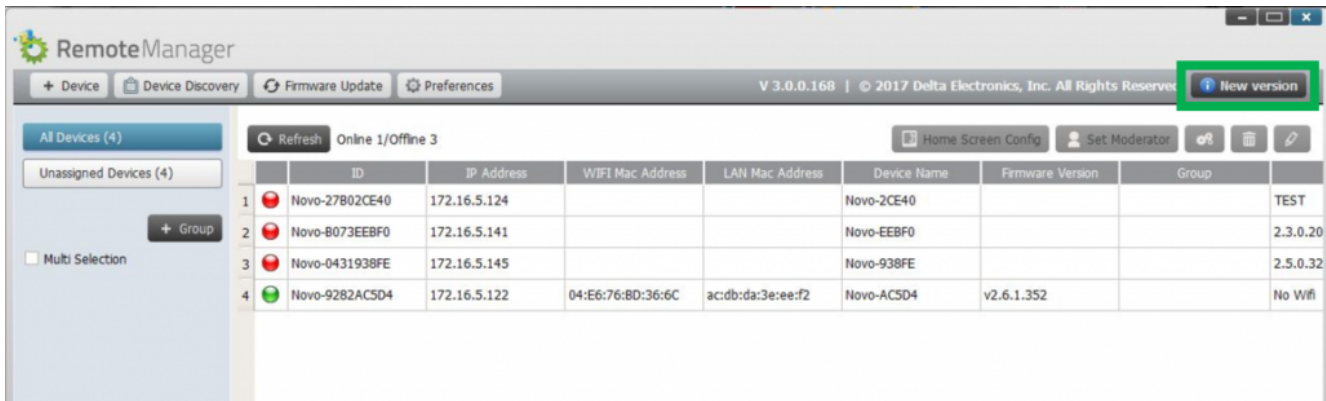 RemoteManager
+ Device Device Discovery Firmware Update Preferences V 3.0.0.168 | © 2017 Delta Electronics, Inc. All Rights Reserved New version
All Devices (4)
Unassigned Devices (4)
+ Group
Multi Selection
Refresh Online 1/Offline 3 Home Screen Config Set Moderator
ID IP Address WIFI Mac Address LAN Mac Address Device Name Firmware Version Group
1 Novo-27B02CE40 172.16.5.124 Novo-2CE40 TEST
2 Novo-B073EEBF0 172.16.5.141 Novo-EEBF0 2.3.0.20
3 Novo-0431938FE 172.16.5.145 Novo-938FE 2.5.0.32
4 Novo-9282AC5D4 172.16.5.122 04:E6:76:BD:36:6C ac:db:da:3e:ee:f2 Novo-AC5D4 v2.6.1.352 No Wifi